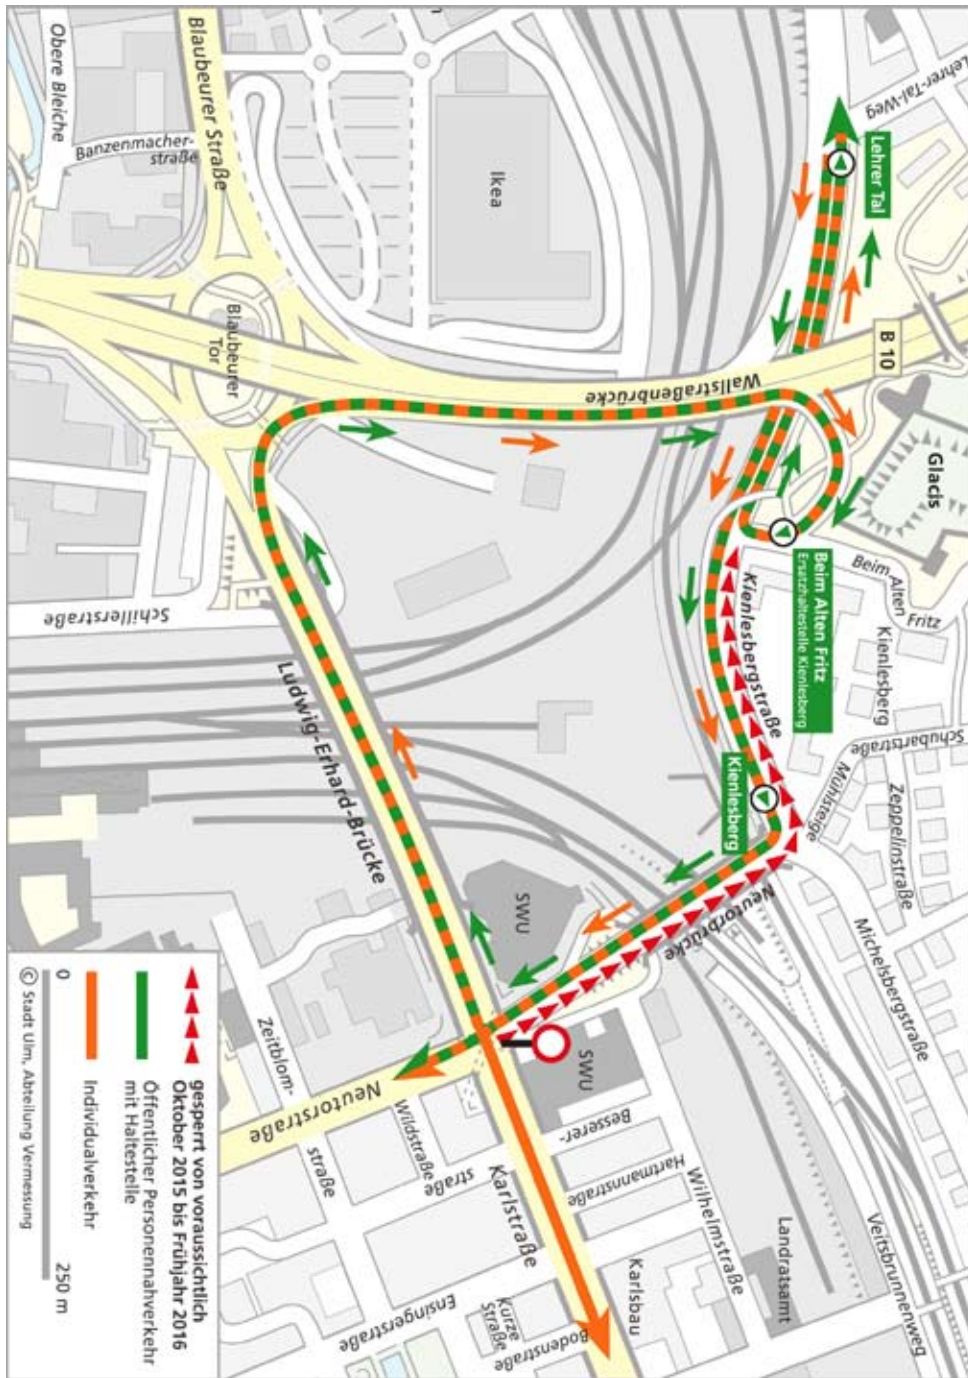 Obere Bleiche
Blaubeurer Straße
Banzenmacher-
straße
Ikea
Lehrer-Tal-Weg
Lehrer Tal
B 10
Blaubeurer
Tor
Wallstraßenbrücke
Glacis
Beim Alten Fritz
Ersatzhaltestelle Kienlesberg
Beim Alten
Fritz
Kienlesberg
Kienlesbergstraße
Kienlesberg
Schubartstraße
Zeppelinstraße
Mühlsteige
Schillerstraße
Ludwig-Erhard-Brücke
Neutorbrücke
Michelsbergstraße
SWU
SWU
Zeitblom-
straße
Neutorstraße
Wildstraße
Besserer-
straße
Hartmannstraße
Wilhelmstraße
Karlstraße
Landratsamt
Veitsbrunnenweg
Karlsbau
Ensingerstraße
Kurze
Straße
Bodenstraße
gesperrt von voraussichtlich
Oktober 2015 bis Frühjahr 2016
Öffentlicher Personennahverkehr
mit Haltestelle
Individualverkehr
0 250 m
© Stadt Ulm, Abteilung Vermessung